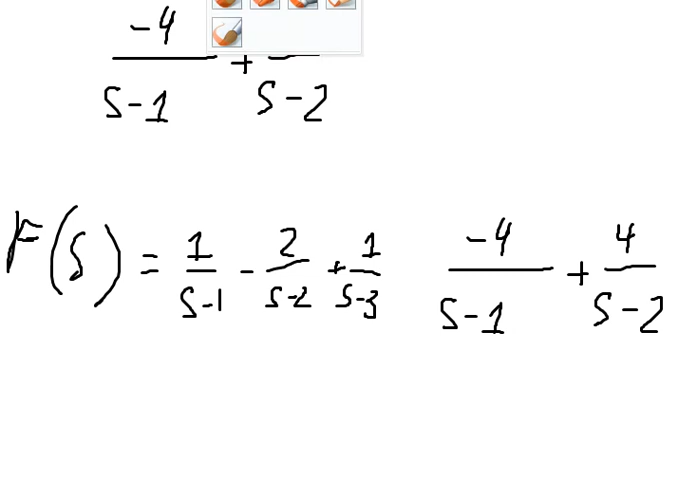 -4/(S-1) + /(S-2)
F(S) = 1/(S-1) - 2/(S-2) + 1/(S-3) -4/(S-1) + 4/(S-2)